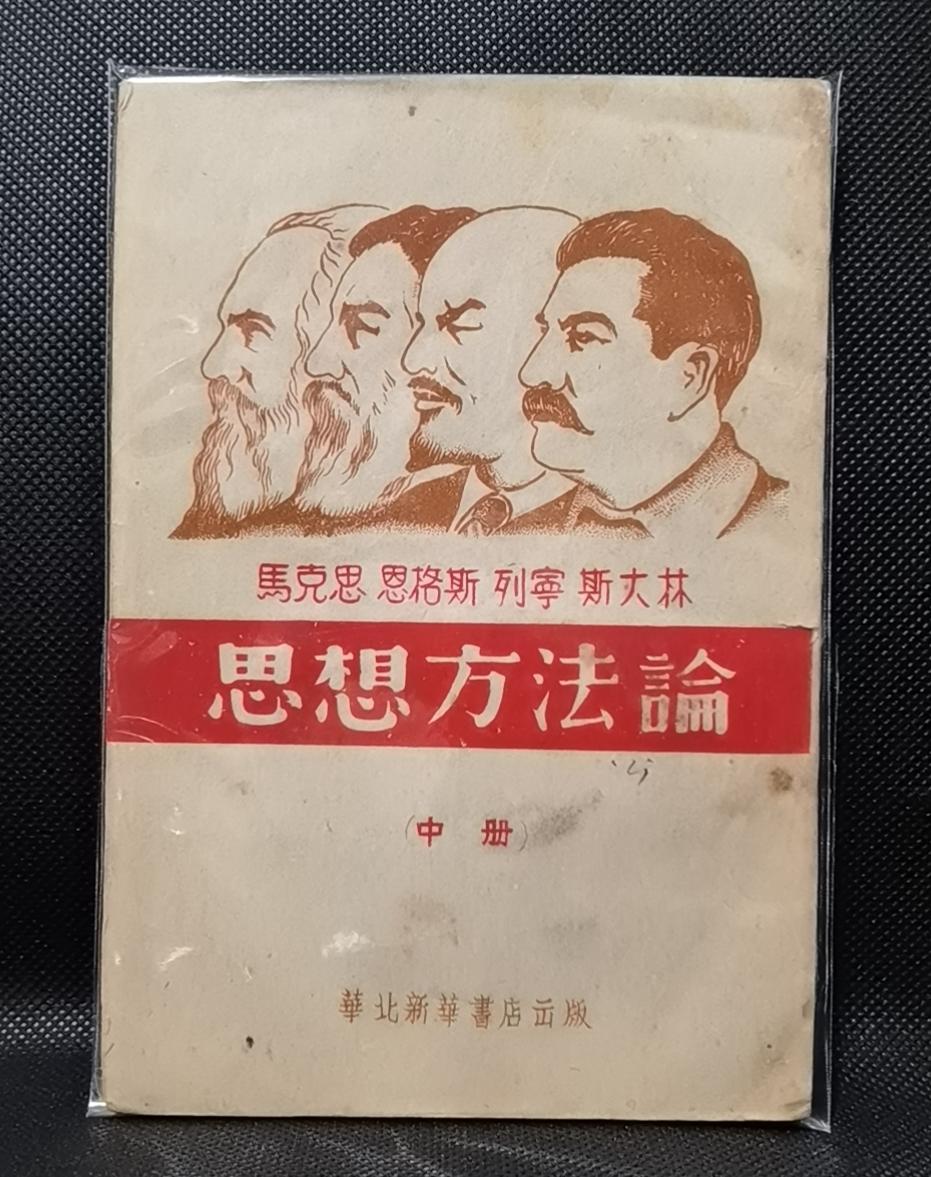 馬克思 恩格斯 列寧 斯大林
思想方法論
(中 册)
華北新華書店出版